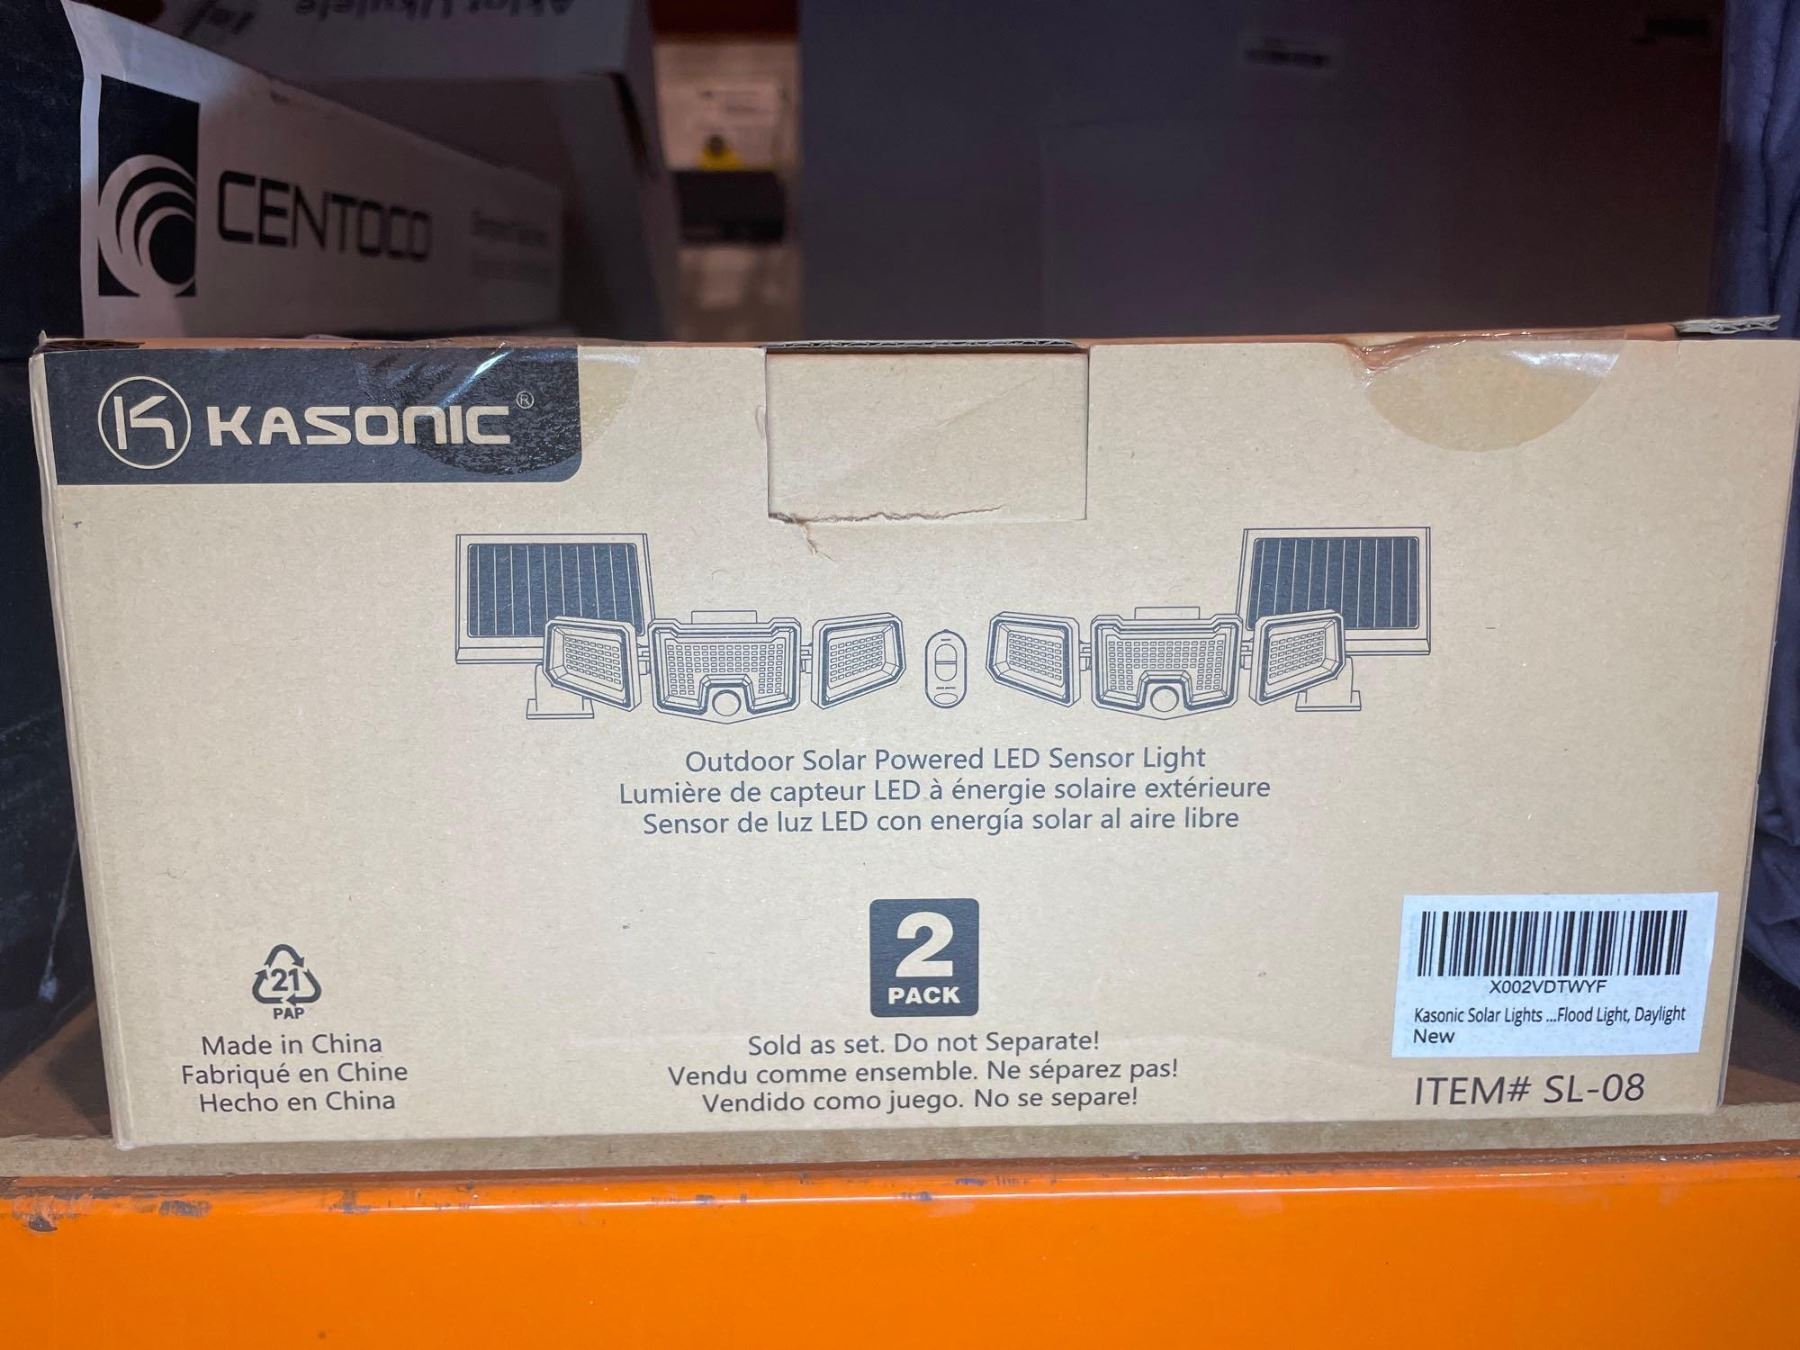 CENTOCO
KASONIC®
Outdoor Solar Powered LED Sensor Light
Lumière de capteur LED à énergie solaire extérieure
Sensor de luz LED con energía solar al aire libre
21
PAP
Made in China
Fabriqué en Chine
Hecho en China
2
PACK
Sold as set. Do not Separate!
Vendu comme ensemble. Ne séparez pas!
Vendido como juego. No se separe!
X002VDTWYF
Kasonic Solar Lights ...Flood Light, Daylight
New
ITEM# SL-08